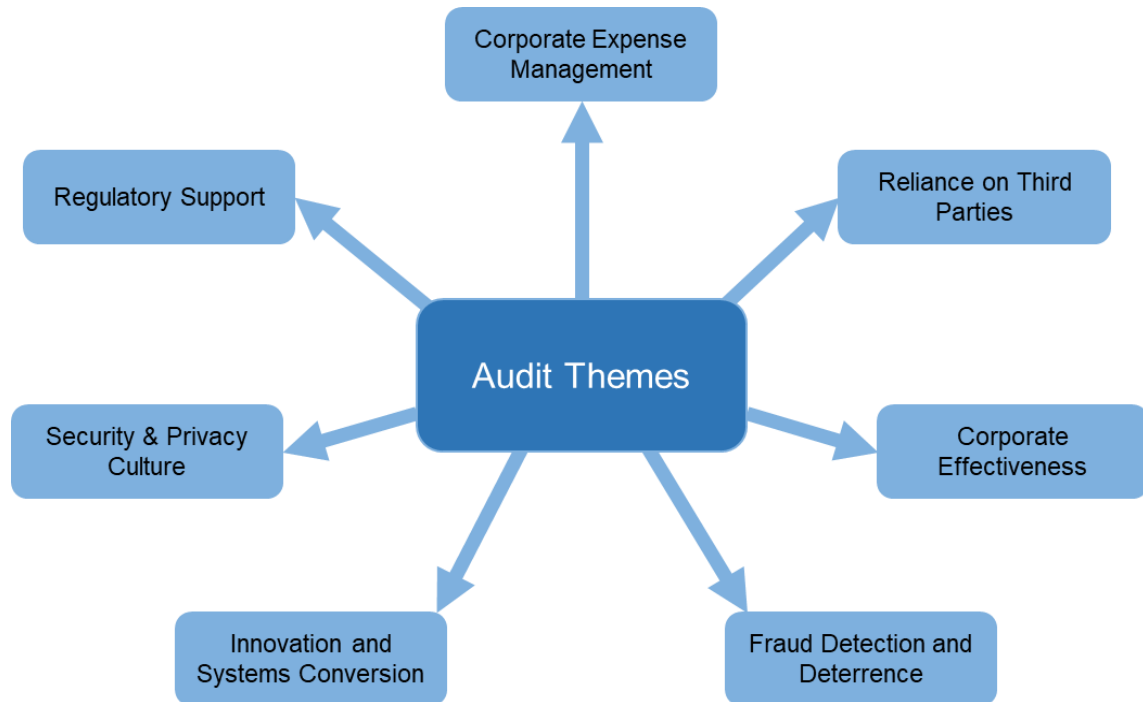 Corporate Expense
Management
Regulatory Support
Reliance on Third
Parties
Audit Themes
Security & Privacy
Culture
Corporate
Effectiveness
Innovation and
Systems Conversion
Fraud Detection and
Deterrence